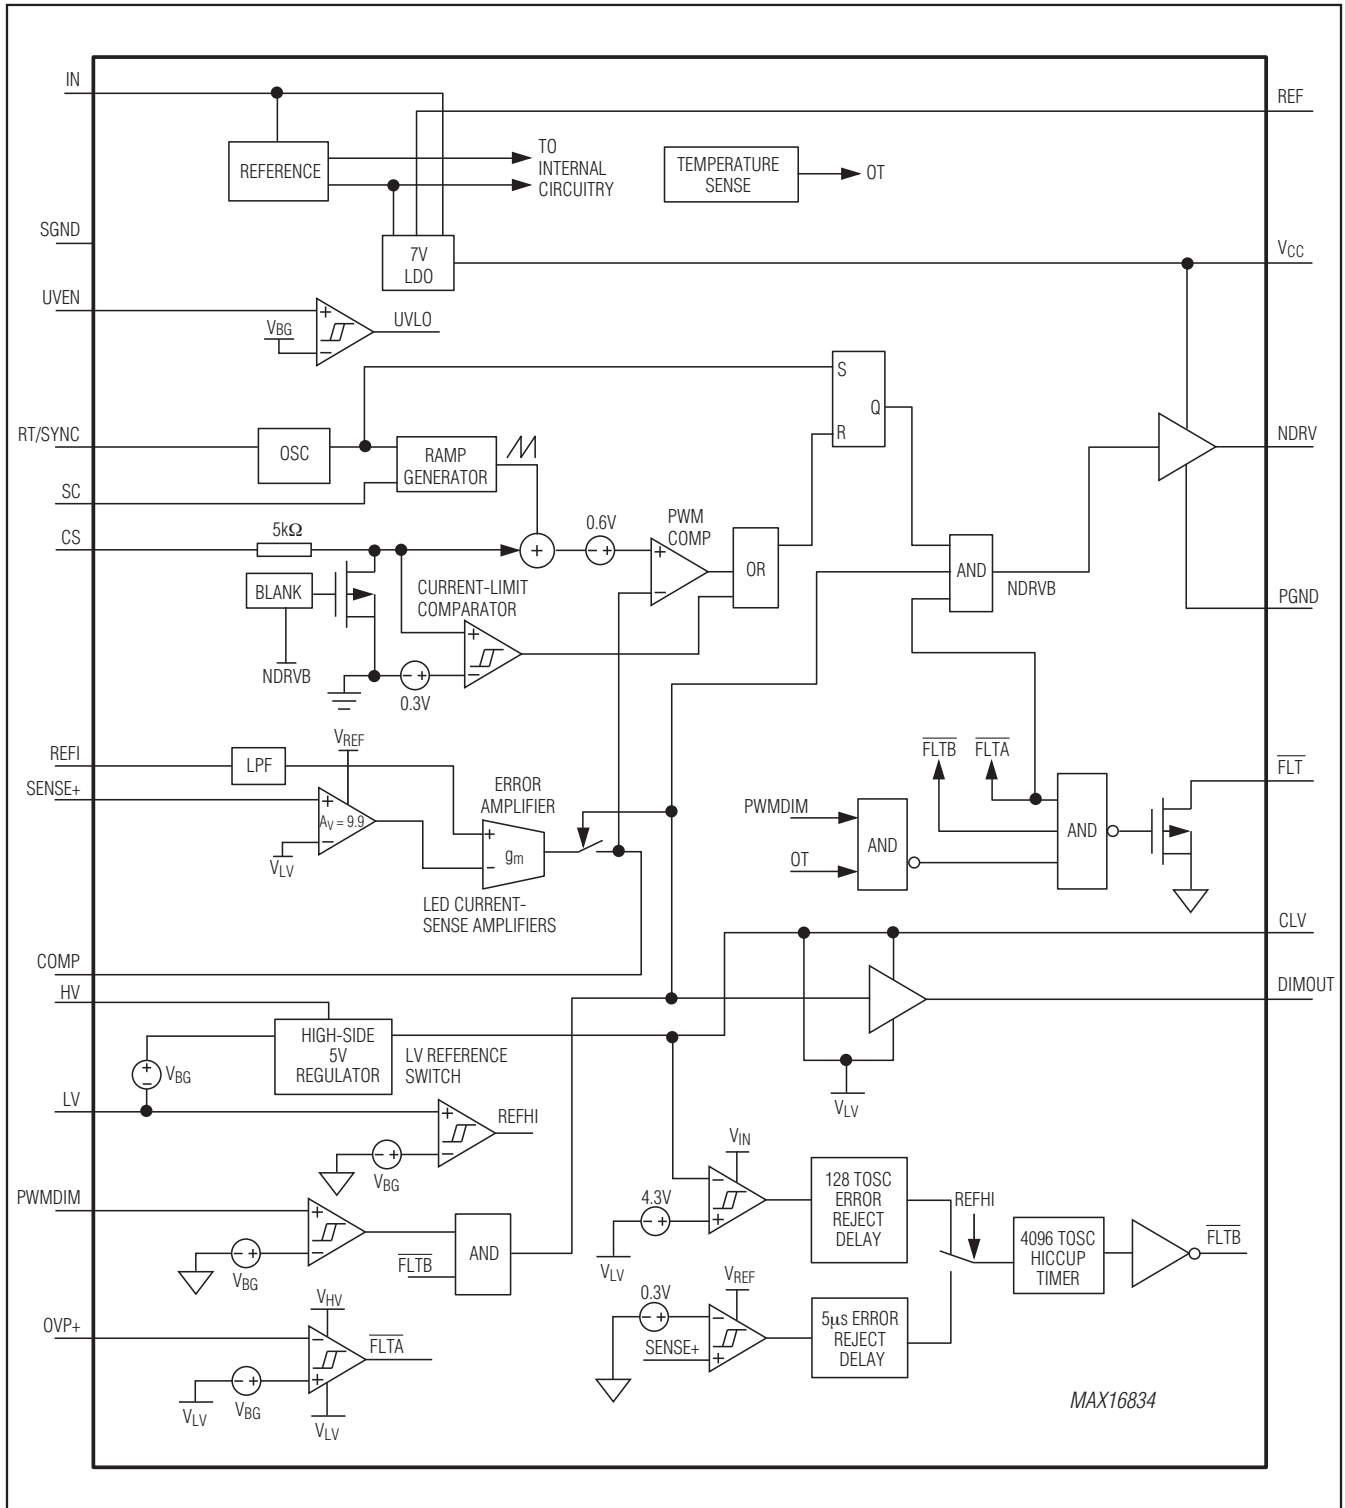 IN
REF
REFERENCE
TO
INTERNAL
CIRCUITRY
TEMPERATURE
SENSE
OT
SGND
7V
LDO
VCC
UVEN
VBG
+
−
UVLO
S
Q
R
RT/SYNC
OSC
RAMP
GENERATOR
NDRV
SC
CS
5kΩ
+
0.6V
− +
PWM
COMP
+
−
OR
AND
NDRVB
BLANK
CURRENT-LIMIT
COMPARATOR
+
−
PGND
NDRVB
− +
0.3V
REFI
LPF
VREF
SENSE+
+
AV = 9.9
−
VLV
ERROR
AMPLIFIER
+
gm
−
LED CURRENT-
SENSE AMPLIFIERS
FLTB
FLTA
FLT
PWMDIM
OT
AND
AND
CLV
COMP
DIMOUT
HV
HIGH-SIDE
5V
REGULATOR
LV REFERENCE
SWITCH
+
−
VBG
LV
+
−
REFHI
− +
VBG
VLV
PWMDIM
+
−
− +
VBG
FLTB
AND
VIN
4.3V
− +
VLV
−
+
128 TOSC
ERROR
REJECT
DELAY
REFHI
4096 TOSC
HICCUP
TIMER
FLTB
OVP+
VHV
−
+
FLTA
− +
VLV
VBG
VLV
VREF
0.3V
− +
SENSE+
−
+
5µs ERROR
REJECT
DELAY
MAX16834